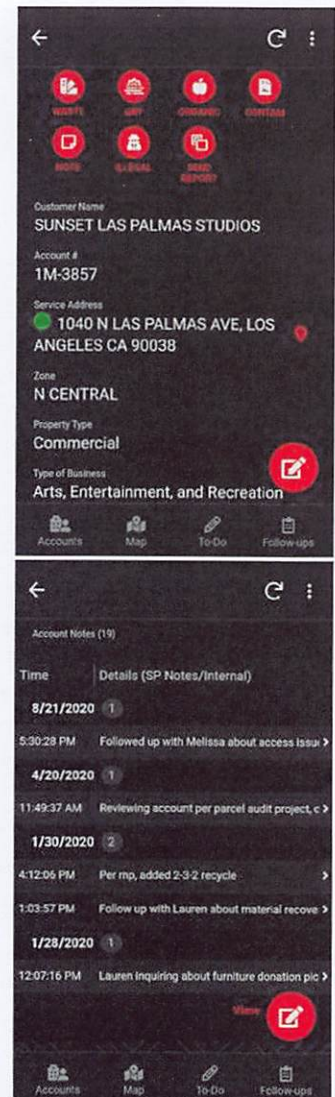 WASTE
ORGANIC
CONTAM
NOTE
ILLEGAL
SEND
REPORT
Customer Name
SUNSET LAS PALMAS STUDIOS
Account #
1M-3857
Service Address
1040 N LAS PALMAS AVE, LOS
ANGELES CA 90038
Zone
N CENTRAL
Property Type
Commercial
Type of Business
Arts, Entertainment, and Recreation
Accounts Map To-Do Follow-ups
Account Notes (19)
Time Details (SP Notes/Internal)
8/21/2020 1
5:30:28 PM Followed up with Melissa about access issu
4/20/2020 1
11:49:37 AM Reviewing account per parcel audit project, c
1/30/2020 2
4:12:06 PM Per mp, added 2-3-2 recycle
1:03:57 PM Follow up with Lauren about material recove
1/28/2020 1
12:07:16 PM Lauren inquiring about furniture donation pic
View
Accounts Map To-Do Follow-ups